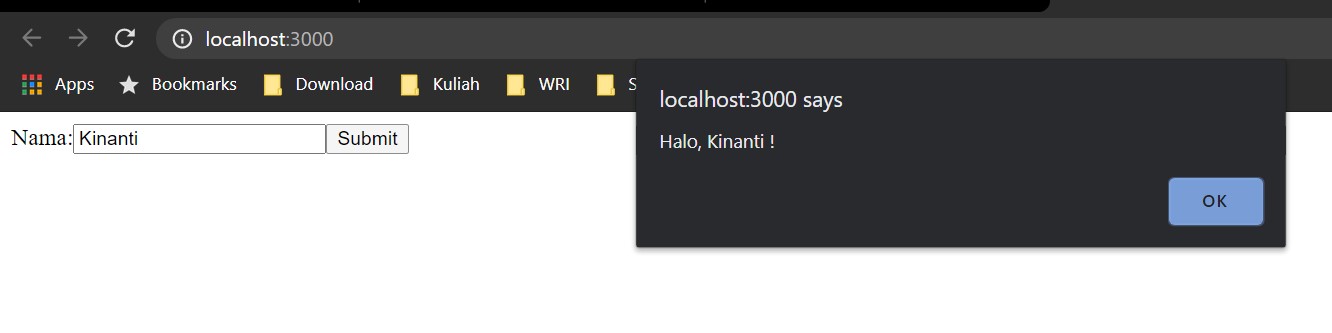 localhost:3000
Apps Bookmarks Download Kuliah WRI S
localhost:3000 says
Halo, Kinanti !
OK
Nama: Kinanti Submit